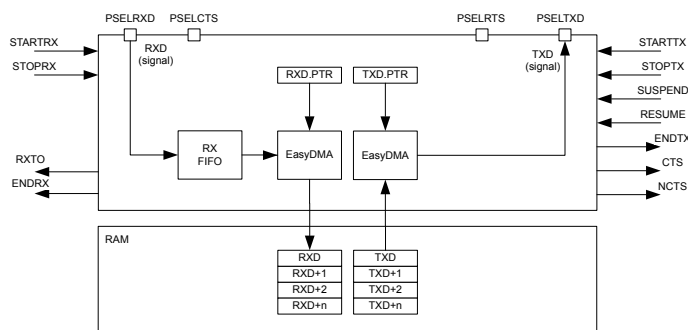 PSELRXD PSELCTS PSELRTS PSELTXD
STARTRX RXD TXD STARTTX
(signal) (signal)
STOPRX STOPTX
RXD.PTR TXD.PTR
SUSPEND
RESUME
RX EasyDMA EasyDMA ENDTX
FIFO
RXTO CTS
ENDRX NCTS
RAM
RXD TXD
RXD+1 TXD+1
RXD+2 TXD+2
RXD+n TXD+n